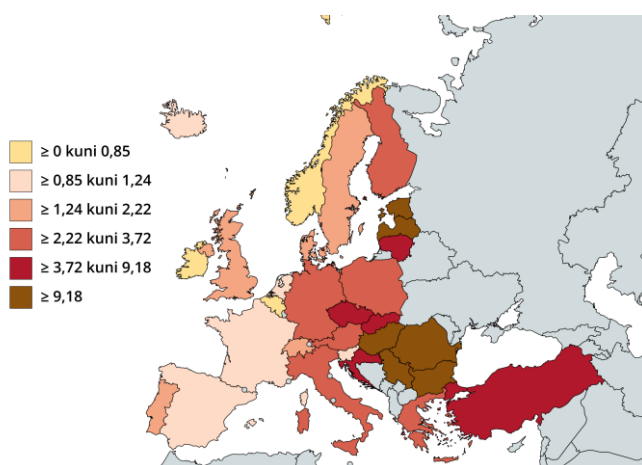 ≥ 0 kuni 0,85
≥ 0,85 kuni 1,24
≥ 1,24 kuni 2,22
≥ 2,22 kuni 3,72
≥ 3,72 kuni 9,18
≥ 9,18